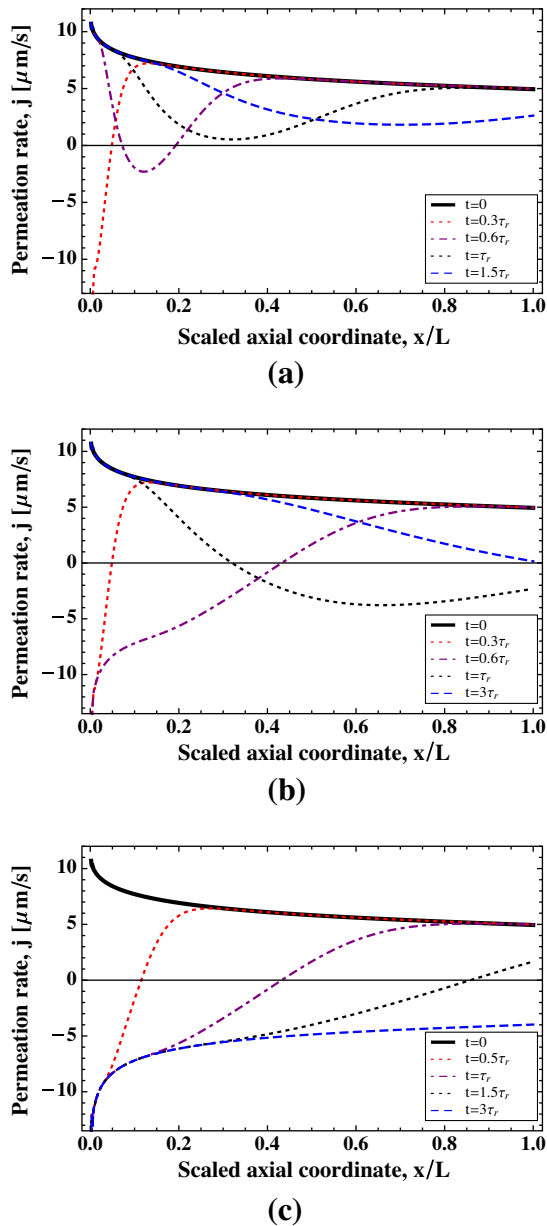 10
5
0
−5
−10
Permeation rate, j [μm/s]
t=0
t=0.3τr
t=0.6τr
t=τr
t=1.5τr
0.0 0.2 0.4 0.6 0.8 1.0
Scaled axial coordinate, x/L
(a)
10
5
0
−5
−10
Permeation rate, j [μm/s]
t=0
t=0.3τr
t=0.6τr
t=τr
t=3τr
0.0 0.2 0.4 0.6 0.8 1.0
Scaled axial coordinate, x/L
(b)
10
5
0
−5
−10
Permeation rate, j [μm/s]
t=0
t=0.5τr
t=τr
t=1.5τr
t=3τr
0.0 0.2 0.4 0.6 0.8 1.0
Scaled axial coordinate, x/L
(c)